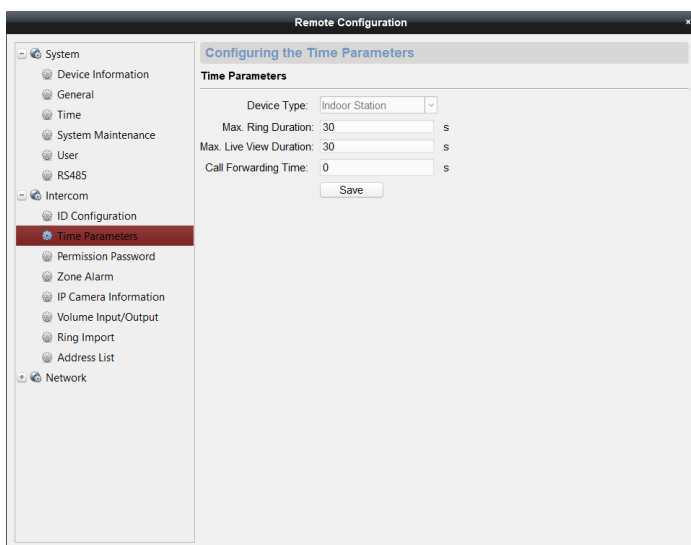 Remote Configuration
System
Device Information
General
Time
System Maintenance
User
RS485
Intercom
ID Configuration
Time Parameters
Permission Password
Zone Alarm
IP Camera Information
Volume Input/Output
Ring Import
Address List
Network
Configuring the Time Parameters
Time Parameters
Device Type: Indoor Station
Max. Ring Duration: 30 s
Max. Live View Duration: 30 s
Call Forwarding Time: 0 s
Save